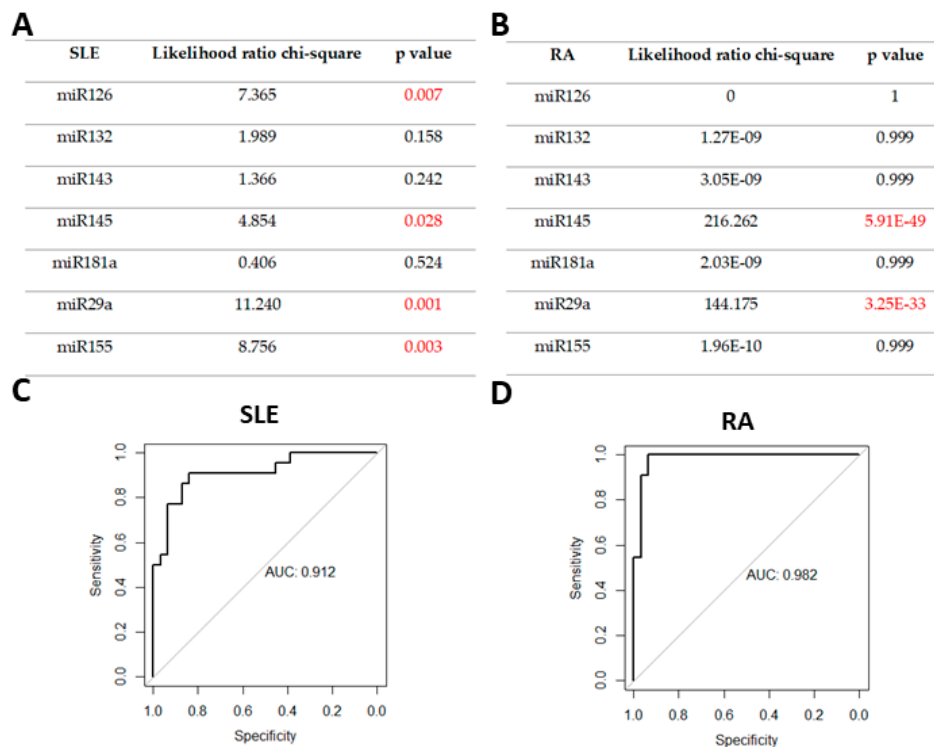 A
SLE Likelihood ratio chi-square p value
miR126 7.365 0.007
miR132 1.989 0.158
miR143 1.366 0.242
miR145 4.854 0.028
miR181a 0.406 0.524
miR29a 11.240 0.001
miR155 8.756 0.003
B
RA Likelihood ratio chi-square p value
miR126 0 1
miR132 1.27E-09 0.999
miR143 3.05E-09 0.999
miR145 216.262 5.91E-49
miR181a 2.03E-09 0.999
miR29a 144.175 3.25E-33
miR155 1.96E-10 0.999
C
SLE
Sensitivity
1.0
0.8
0.6
0.4
0.2
0.0
AUC: 0.912
1.0 0.8 0.6 0.4 0.2 0.0
Specificity
D
RA
Sensitivity
1.0
0.8
0.6
0.4
0.2
0.0
AUC: 0.982
1.0 0.8 0.6 0.4 0.2 0.0
Specificity